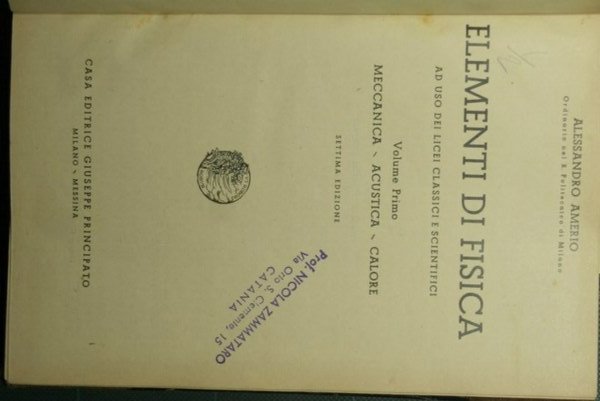 ALESSANDRO AMERIO
Ordinario nel R. Politecnico di Milano
ELEMENTI DI FISICA
AD USO DEI LICEI CLASSICI E SCIENTIFICI
Volume Primo
MECCANICA - ACUSTICA - CALORE
SETTIMA EDIZIONE
Prof. NICOLA ZAMMATARO
Via Orto S. Clemente, 15
CATANIA
CASA EDITRICE GIUSEPPE PRINCIPATO
MILANO - MESSINA